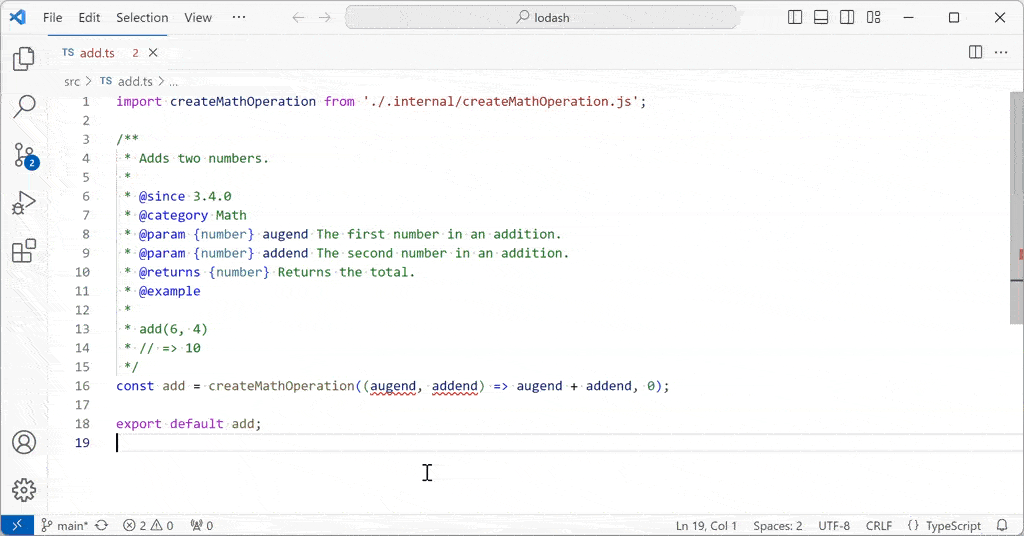 File Edit Selection View ··· lodash
TS add.ts 2
src > TS add.ts > ...
1 import createMathOperation from './.internal/createMathOperation.js';
2
3 /**
4 * Adds two numbers.
5 *
6 * @since 3.4.0
7 * @category Math
8 * @param {number} augend The first number in an addition.
9 * @param {number} addend The second number in an addition.
10 * @returns {number} Returns the total.
11 * @example
12 *
13 * add(6, 4)
14 * // => 10
15 */
16 const add = createMathOperation((augend, addend) => augend + addend, 0);
17
18 export default add;
19
2
main* 2 0 0 Ln 19, Col 1 Spaces: 2 UTF-8 CRLF {} TypeScript